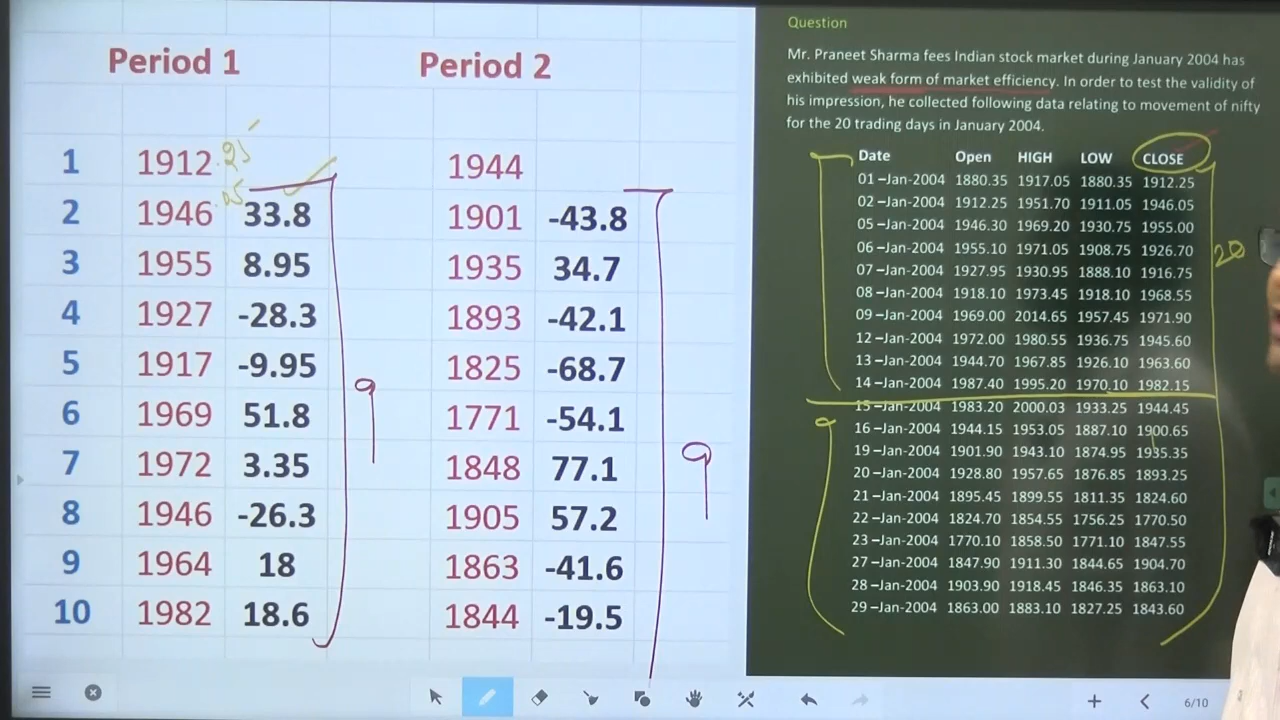 Period 1 Period 2
1 1912.25 1944
2 1946.05 33.8 1901 -43.8
3 1955 8.95 1935 34.7
4 1927 -28.3 1893 -42.1
5 1917 -9.95 1825 -68.7
6 1969 51.8 1771 -54.1
7 1972 3.35 1848 77.1
8 1946 -26.3 1905 57.2
9 1964 18 1863 -41.6
10 1982 18.6 1844 -19.5
9
9
Question
Mr. Praneet Sharma fees Indian stock market during January 2004 has
exhibited weak form of market efficiency. In order to test the validity of
his impression, he collected following data relating to movement of nifty
for the 20 trading days in January 2004.
Date Open HIGH LOW CLOSE
01–Jan-2004 1880.35 1917.05 1880.35 1912.25
02–Jan-2004 1912.25 1951.70 1911.05 1946.05
05–Jan-2004 1946.30 1969.20 1930.75 1955.00
06–Jan-2004 1955.10 1971.05 1908.75 1926.70
07–Jan-2004 1927.95 1930.95 1888.10 1916.75
08–Jan-2004 1918.10 1973.45 1918.10 1968.55
09–Jan-2004 1969.00 2014.65 1957.45 1971.90
12–Jan-2004 1972.00 1980.55 1936.75 1945.60
13–Jan-2004 1944.70 1967.85 1926.10 1963.60
14–Jan-2004 1987.40 1995.20 1970.10 1982.15
15–Jan-2004 1983.20 2000.03 1933.25 1944.45
16–Jan-2004 1944.15 1953.05 1887.10 1900.65
19–Jan-2004 1901.90 1943.10 1874.95 1935.35
20–Jan-2004 1928.80 1957.65 1876.85 1893.25
21–Jan-2004 1895.45 1899.55 1811.35 1824.60
22–Jan-2004 1824.70 1854.55 1756.25 1770.50
23–Jan-2004 1770.10 1858.50 1771.10 1847.55
27–Jan-2004 1847.90 1911.30 1844.65 1904.70
28–Jan-2004 1903.90 1918.45 1846.35 1863.10
29–Jan-2004 1863.00 1883.10 1827.25 1843.60
20
6/10